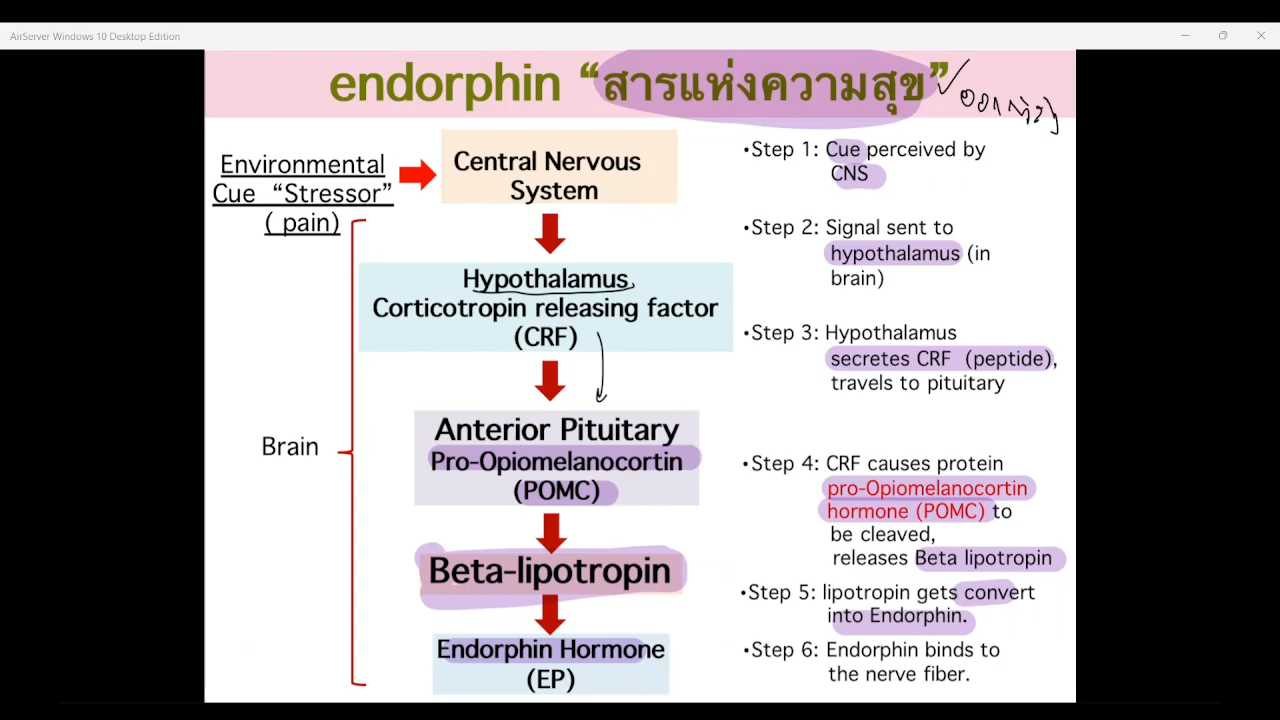 AirServer Windows 10 Desktop Edition
endorphin “สารแห่งความสุข”
Environmental
Cue “Stressor”
( pain)
Central Nervous
System
Hypothalamus
Corticotropin releasing factor
(CRF)
Anterior Pituitary
Pro-Opiomelanocortin
(POMC)
Beta-lipotropin
Endorphin Hormone
(EP)
Brain
•Step 1: Cue perceived by
CNS
•Step 2: Signal sent to
hypothalamus (in
brain)
•Step 3: Hypothalamus
secretes CRF (peptide),
travels to pituitary
•Step 4: CRF causes protein
pro-Opiomelanocortin
hormone (POMC) to
be cleaved,
releases Beta lipotropin
•Step 5: lipotropin gets convert
into Endorphin.
•Step 6: Endorphin binds to
the nerve fiber.